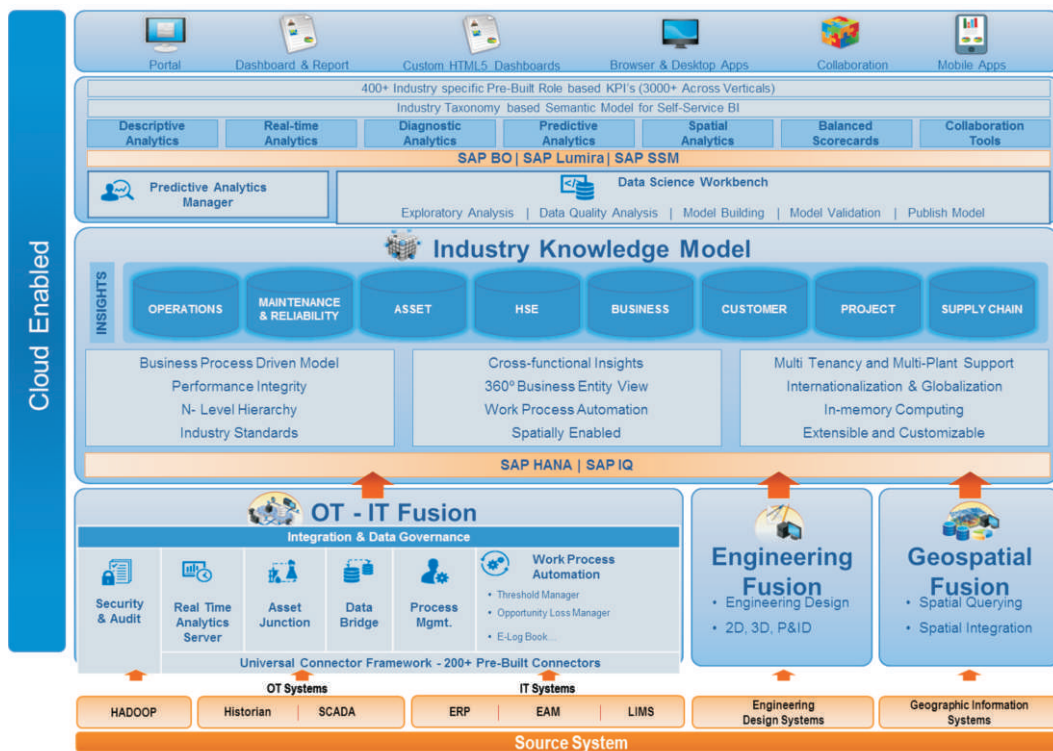 Cloud Enabled
Portal
Dashboard & Report
Custom HTML5 Dashboards
Browser & Desktop Apps
Collaboration
Mobile Apps
400+ Industry specific Pre-Built Role based KPI's (3000+ Across Verticals)
Industry Taxonomy based Semantic Model for Self-Service BI
Descriptive
Analytics
Real-time
Analytics
Diagnostic
Analytics
Predictive
Analytics
Spatial
Analytics
Balanced
Scorecards
Collaboration
Tools
SAP BO | SAP Lumira | SAP SSM
Predictive Analytics
Manager
Data Science Workbench
Exploratory Analysis | Data Quality Analysis | Model Building | Model Validation | Publish Model
Industry Knowledge Model
INSIGHTS
OPERATIONS
MAINTENANCE
& RELIABILITY
ASSET
HSE
BUSINESS
CUSTOMER
PROJECT
SUPPLY CHAIN
Business Process Driven Model
Performance Integrity
N- Level Hierarchy
Industry Standards
Cross-functional Insights
360º Business Entity View
Work Process Automation
Spatially Enabled
Multi Tenancy and Multi-Plant Support
Internationalization & Globalization
In-memory Computing
Extensible and Customizable
SAP HANA | SAP IQ
OT - IT Fusion
Integration & Data Governance
Security
& Audit
Real Time
Analytics
Server
Asset
Junction
Data
Bridge
Process
Mgmt.
Work Process
Automation
• Threshold Manager
• Opportunity Loss Manager
• E-Log Book...
Universal Connector Framework - 200+ Pre-Built Connectors
Engineering
Fusion
• Engineering Design
• 2D, 3D, P&ID
Geospatial
Fusion
• Spatial Querying
• Spatial Integration
OT Systems
IT Systems
HADOOP
Historian | SCADA
ERP | EAM | LIMS
Engineering
Design Systems
Geographic Information
Systems
Source System